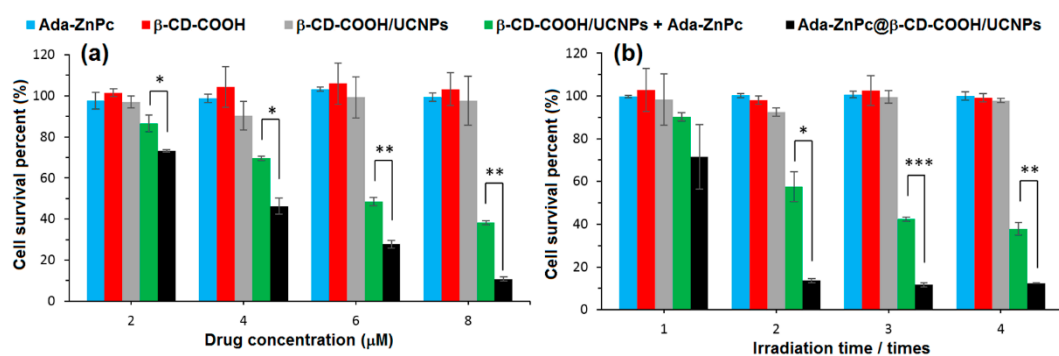 Ada-ZnPc β-CD-COOH β-CD-COOH/UCNPs β-CD-COOH/UCNPs + Ada-ZnPc Ada-ZnPc@β-CD-COOH/UCNPs
(a)
Cell survival percent (%)
120
100
80
60
40
20
0
* * ** **
2 4 6 8
Drug concentration (μM)
(b)
Cell survival percent (%)
120
100
80
60
40
20
0
* *** **
1 2 3 4
Irradiation time / times